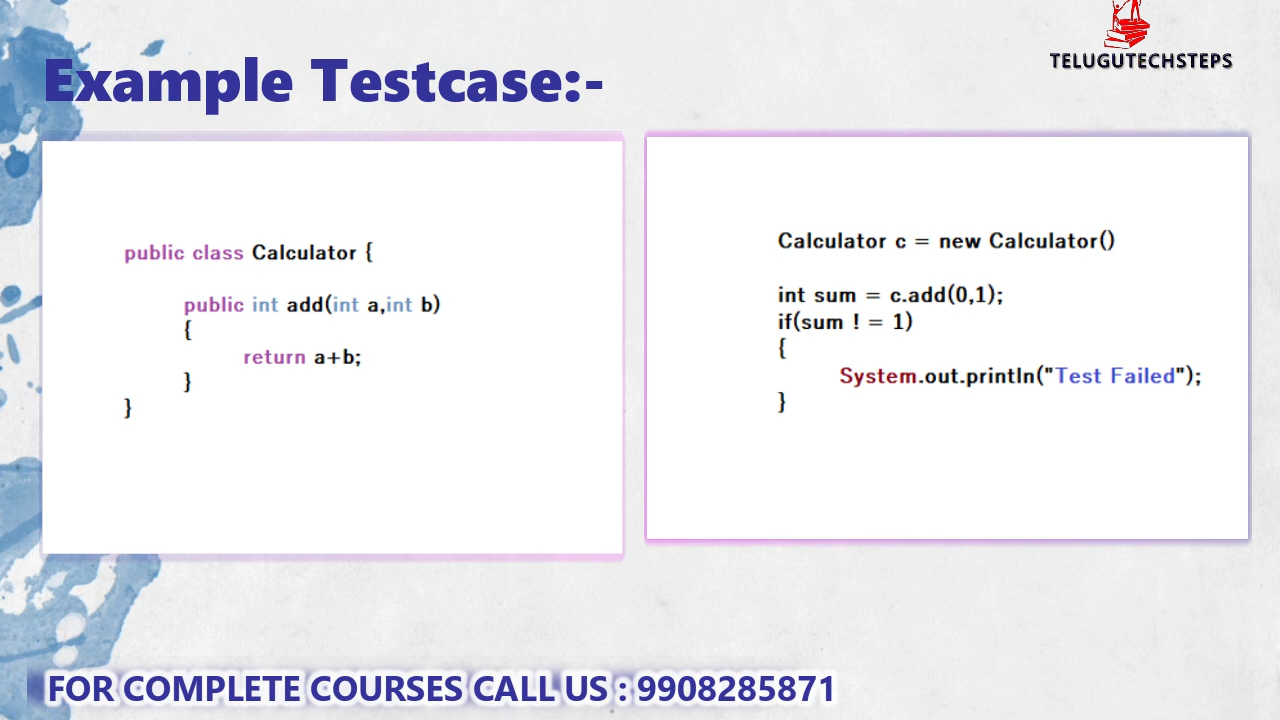 TELUGUTECHSTEPS
Example Testcase:-
public class Calculator {
public int add(int a,int b)
{
return a+b;
}
}
Calculator c = new Calculator()
int sum = c.add(0,1);
if(sum ! = 1)
{
System.out.println("Test Failed");
}
FOR COMPLETE COURSES CALL US : 9908285871